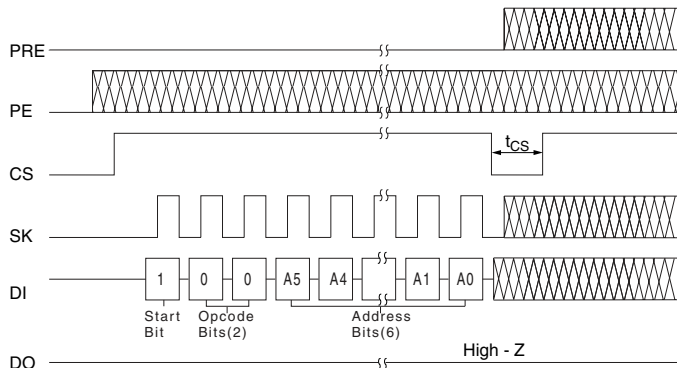 PRE
PE
CS
tCS
SK
DI
1 0 0 A5 A4 A1 A0
Start Bit
Opcode Bits(2)
Address Bits(6)
DO
High - Z